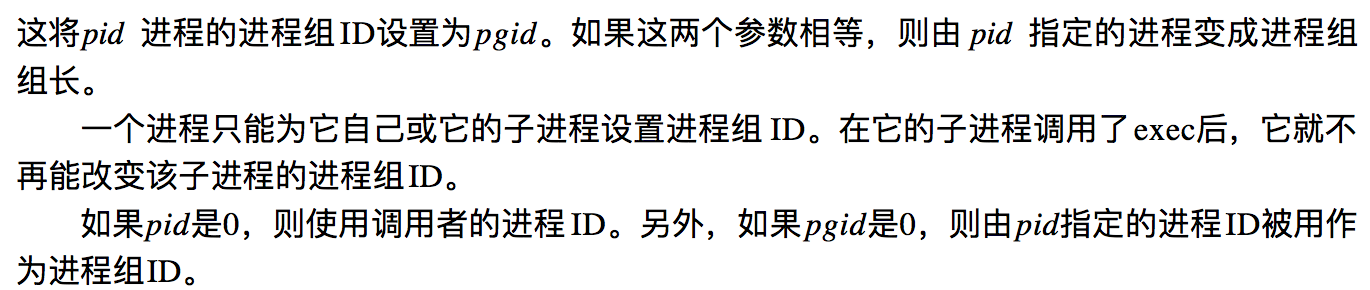 这将pid 进程的进程组ID设置为pgid。如果这两个参数相等，则由 pid 指定的进程变成进程组
组长。
一个进程只能为它自己或它的子进程设置进程组 ID。在它的子进程调用了exec后，它就不
再能改变该子进程的进程组ID。
如果pid是0，则使用调用者的进程 ID。另外，如果pgid是0，则由pid指定的进程ID被用作
为进程组ID。